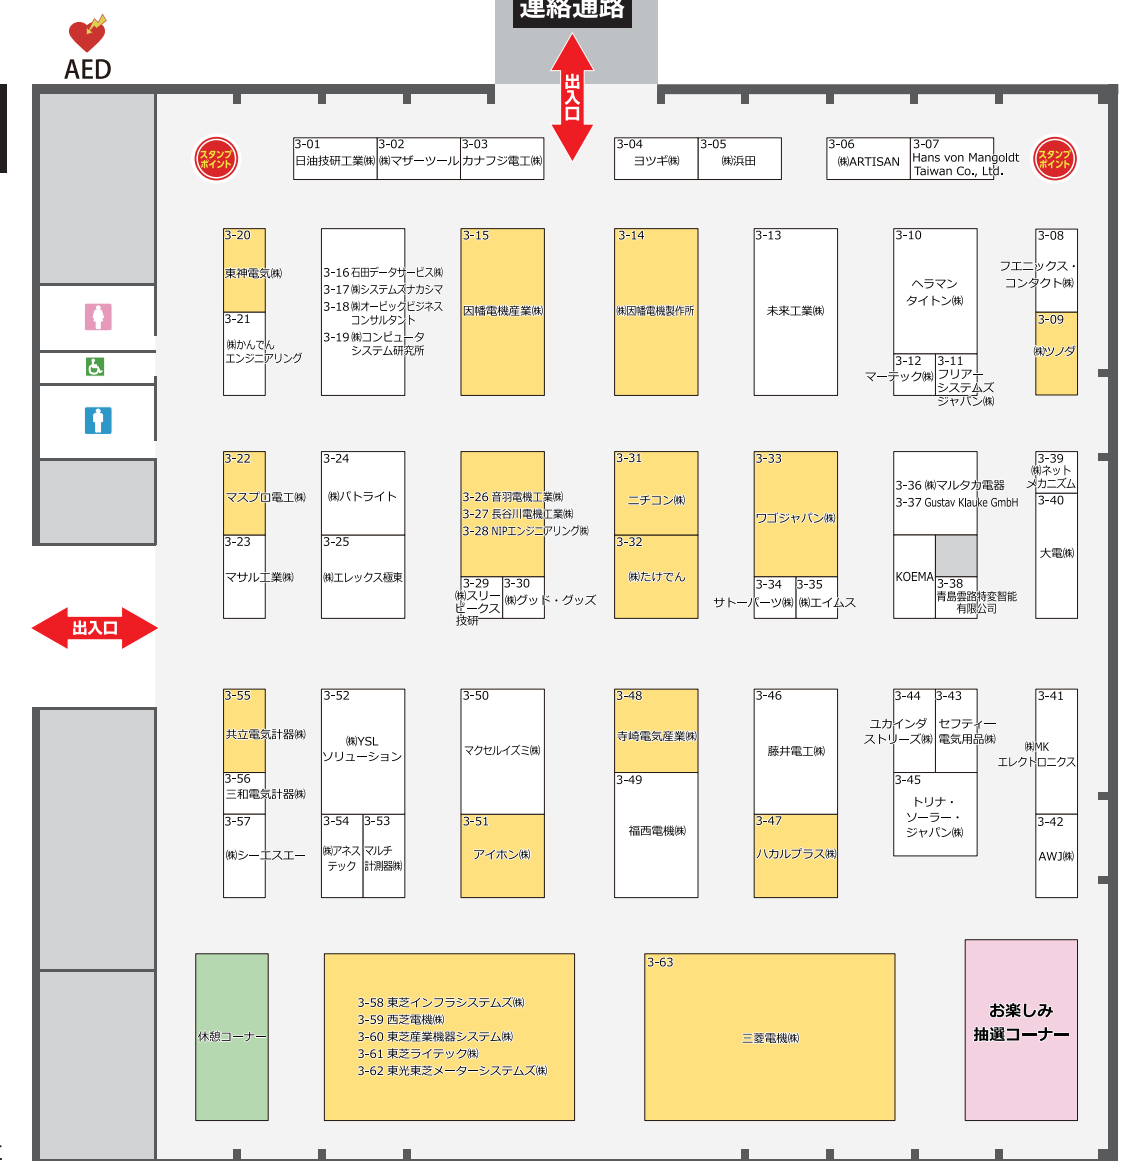 連絡通路
AED
出入口
スタンプ
ポイント
3-01
日油技研工業㈱
3-02
㈱マザーツール
3-03
カナフジ電工㈱
3-04
ヨツギ㈱
3-05
㈱浜田
3-06
㈱ARTISAN
3-07
Hans von Mangoldt
Taiwan Co., Ltd.
スタンプ
ポイント
3-20
東神電気㈱
3-21
㈱かんでん
エンジニアリング
3-16 石田データサービス㈱
3-17 ㈱システムズナカシマ
3-18 ㈱オービックビジネス
コンサルタント
3-19 ㈱コンピュータ
システム研究所
3-15
因幡電機産業㈱
3-14
㈱因幡電機製作所
3-13
未来工業㈱
3-10
ヘラマン
タイトン㈱
3-12
マーテック㈱
3-11
フリアー
システムズ
ジャパン㈱
3-08
フエニックス・
コンタクト㈱
3-09
㈱ツノダ
3-22
マスプロ電工㈱
3-23
マサル工業㈱
3-24
㈱パトライト
3-25
㈱エレックス極東
3-26 音羽電機工業㈱
3-27 長谷川電機工業㈱
3-28 NIPエンジニアリング㈱
3-29
㈱スリー
ピークス
技研
3-30
㈱グッド・グッズ
3-31
ニチコン㈱
3-32
㈱たけでん
3-33
ワゴジャパン㈱
3-34
サトーパーツ㈱
3-35
㈱エイムス
3-36 ㈱マルタカ電器
3-37 Gustav Klauke GmbH
KOEMA
3-38
青島雲路特変智能
有限公司
3-39
㈱ネット
メカニズム
3-40
大電㈱
出入口
3-55
共立電気計器㈱
3-56
三和電気計器㈱
3-57
㈱シーエスエー
3-52
㈱YSL
ソリューション
3-54
㈱アネス
テック
3-53
マルチ
計測器㈱
3-50
マクセルイズミ㈱
3-51
アイホン㈱
3-48
寺崎電気産業㈱
3-49
福西電機㈱
3-46
藤井電工㈱
3-47
ハカルプラス㈱
3-44
ユカインダ
ストリーズ㈱
3-43
セフティー
電気用品㈱
3-45
トリナ・
ソーラー・
ジャパン㈱
3-41
㈱MK
エレクトロニクス
3-42
AWJ㈱
休憩コーナー
3-58 東芝インフラシステムズ㈱
3-59 西芝電機㈱
3-60 東芝産業機器システム㈱
3-61 東芝ライテック㈱
3-62 東光東芝メーターシステムズ㈱
3-63
三菱電機㈱
お楽しみ
抽選コーナー